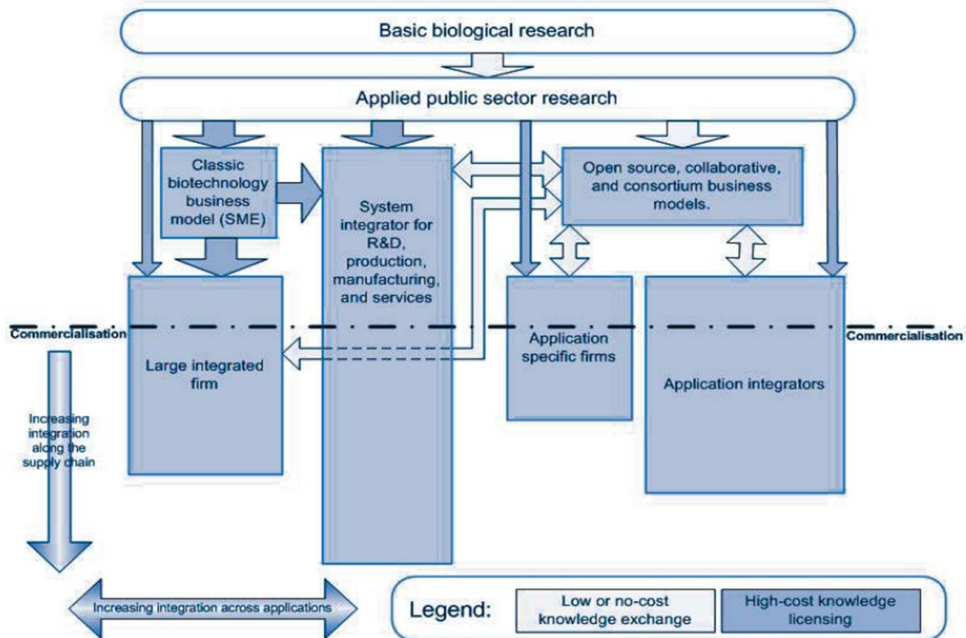 Basic biological research
Applied public sector research
Classic
biotechnology
business
model (SME)
System
integrator for
R&D,
production,
manufacturing,
and services
Open source, collaborative,
and consortium business
models.
Commercialisation
Commercialisation
Large integrated
firm
Application
specific firms
Application integrators
Increasing
integration
along the
supply chain
Increasing integration across applications
Legend:
Low or no-cost
knowledge exchange
High-cost knowledge
licensing